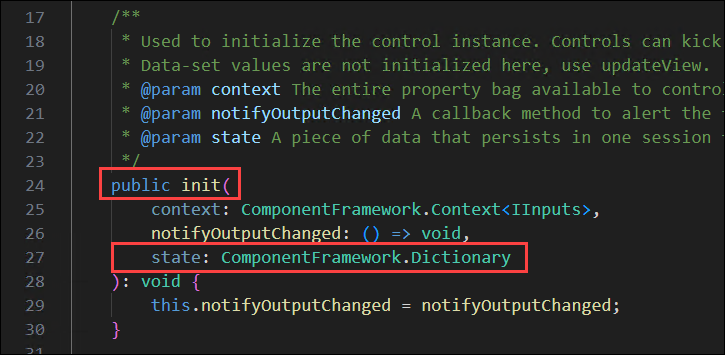 17 /**
18 * Used to initialize the control instance. Controls can kick
19 * Data-set values are not initialized here, use updateView.
20 * @param context The entire property bag available to contro
21 * @param notifyOutputChanged A callback method to alert the
22 * @param state A piece of data that persists in one session
23 */
24 public init(
25 context: ComponentFramework.Context<IInputs>,
26 notifyOutputChanged: () => void,
27 state: ComponentFramework.Dictionary
28 ): void {
29 this.notifyOutputChanged = notifyOutputChanged;
30 }
31